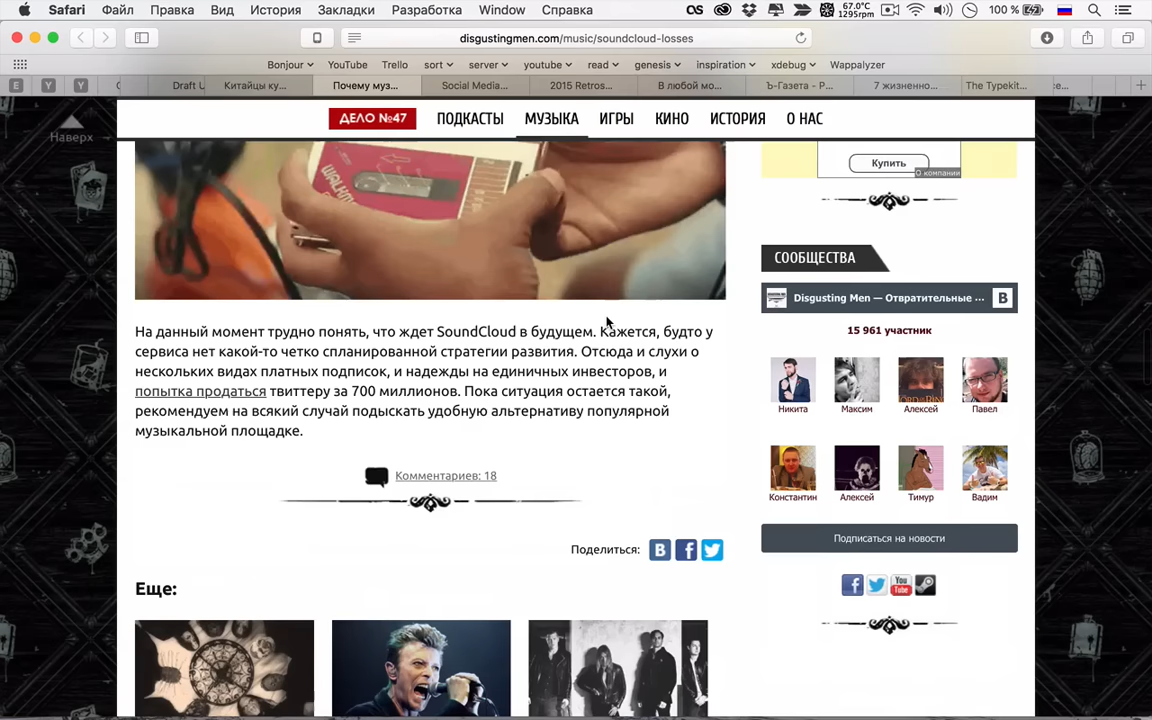 Safari Файл Правка Вид История Закладки Разработка Window Справка 67.0°C 1295rpm 100 %
disgustingmen.com/music/soundcloud-losses
Bonjour YouTube Trello sort server youtube read genesis inspiration xdebug Wappalyzer
Draft U Китайцы ку... Почему муз... Social Media... 2015 Retros... В любой мо... Ъ-Газета - Р... 7 жизненно... The Typekit...
Наверх
ДЕЛО №47 ПОДКАСТЫ МУЗЫКА ИГРЫ КИНО ИСТОРИЯ О НАС
WALKM
Купить
О компании
СООБЩЕСТВА
Disgusting Men — Отвратительные ...
15 961 участник
Никита Максим Алексей Павел
Константин Алексей Тимур Вадим
Подписаться на новости
На данный момент трудно понять, что ждет SoundCloud в будущем. Кажется, будто у
сервиса нет какой-то четко спланированной стратегии развития. Отсюда и слухи о
нескольких видах платных подписок, и надежды на единичных инвесторов, и
попытка продаться твиттеру за 700 миллионов. Пока ситуация остается такой,
рекомендуем на всякий случай подыскать удобную альтернативу популярной
музыкальной площадке.
Комментариев: 18
Поделиться:
Еще: